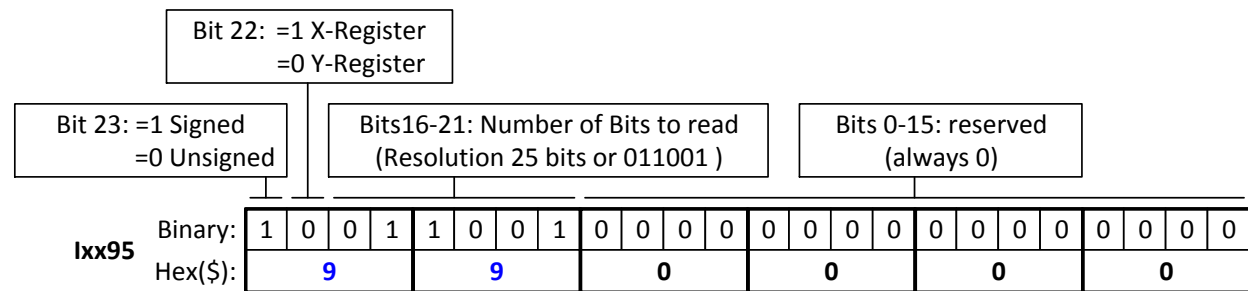 Bit 22: =1 X-Register
=0 Y-Register
Bit 23: =1 Signed
=0 Unsigned
Bits16-21: Number of Bits to read
(Resolution 25 bits or 011001 )
Bits 0-15: reserved
(always 0)
Ixx95
Binary: 1 0 0 1 1 0 0 1 0 0 0 0 0 0 0 0 0 0 0 0 0 0 0 0
Hex($): 9 9 0 0 0 0